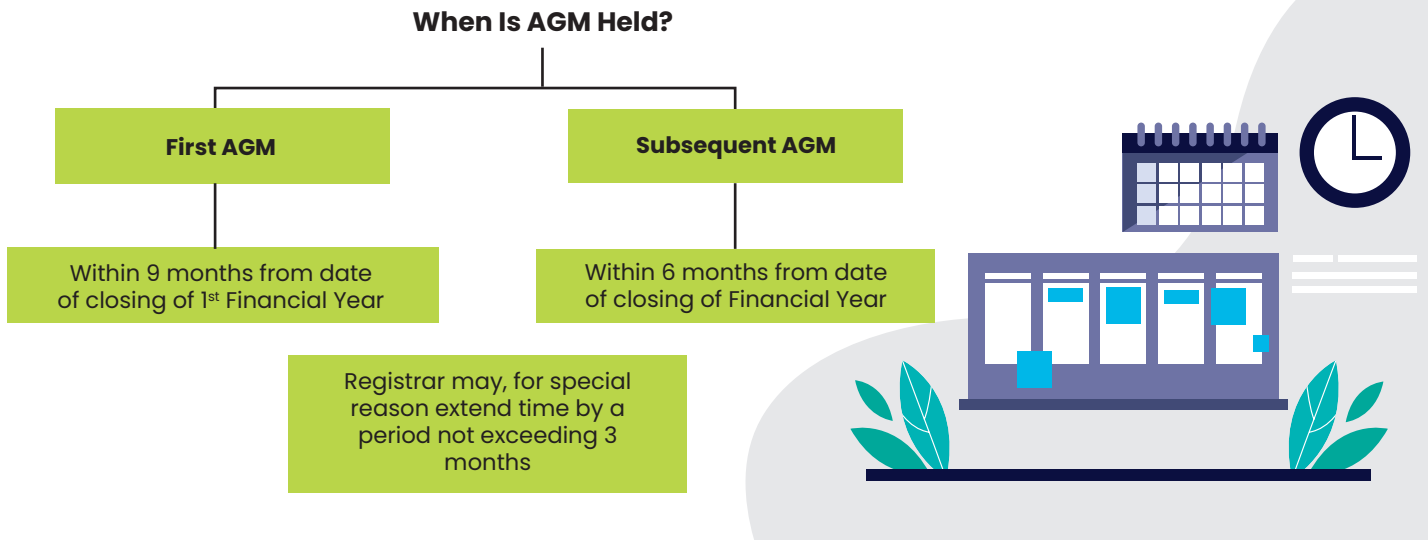 When Is AGM Held?
First AGM
Subsequent AGM
Within 9 months from date
of closing of 1st Financial Year
Within 6 months from date
of closing of Financial Year
Registrar may, for special
reason extend time by a
period not exceeding 3
months